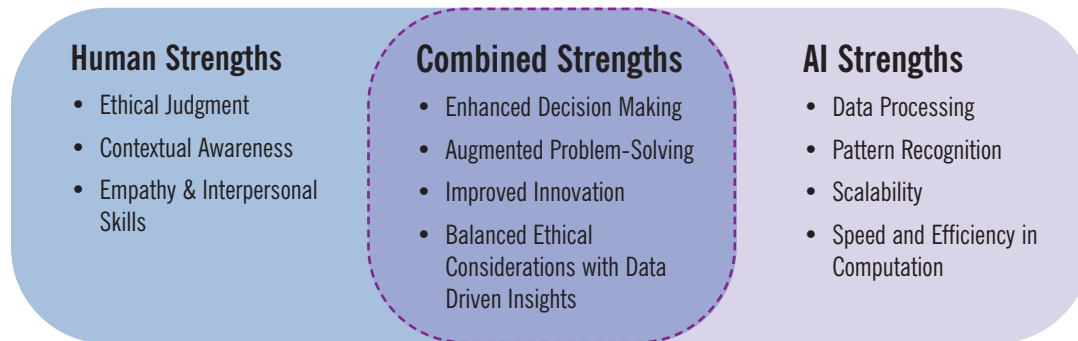 Human Strengths
• Ethical Judgment
• Contextual Awareness
• Empathy & Interpersonal
Skills
Combined Strengths
• Enhanced Decision Making
• Augmented Problem-Solving
• Improved Innovation
• Balanced Ethical
Considerations with Data
Driven Insights
AI Strengths
• Data Processing
• Pattern Recognition
• Scalability
• Speed and Efficiency in
Computation